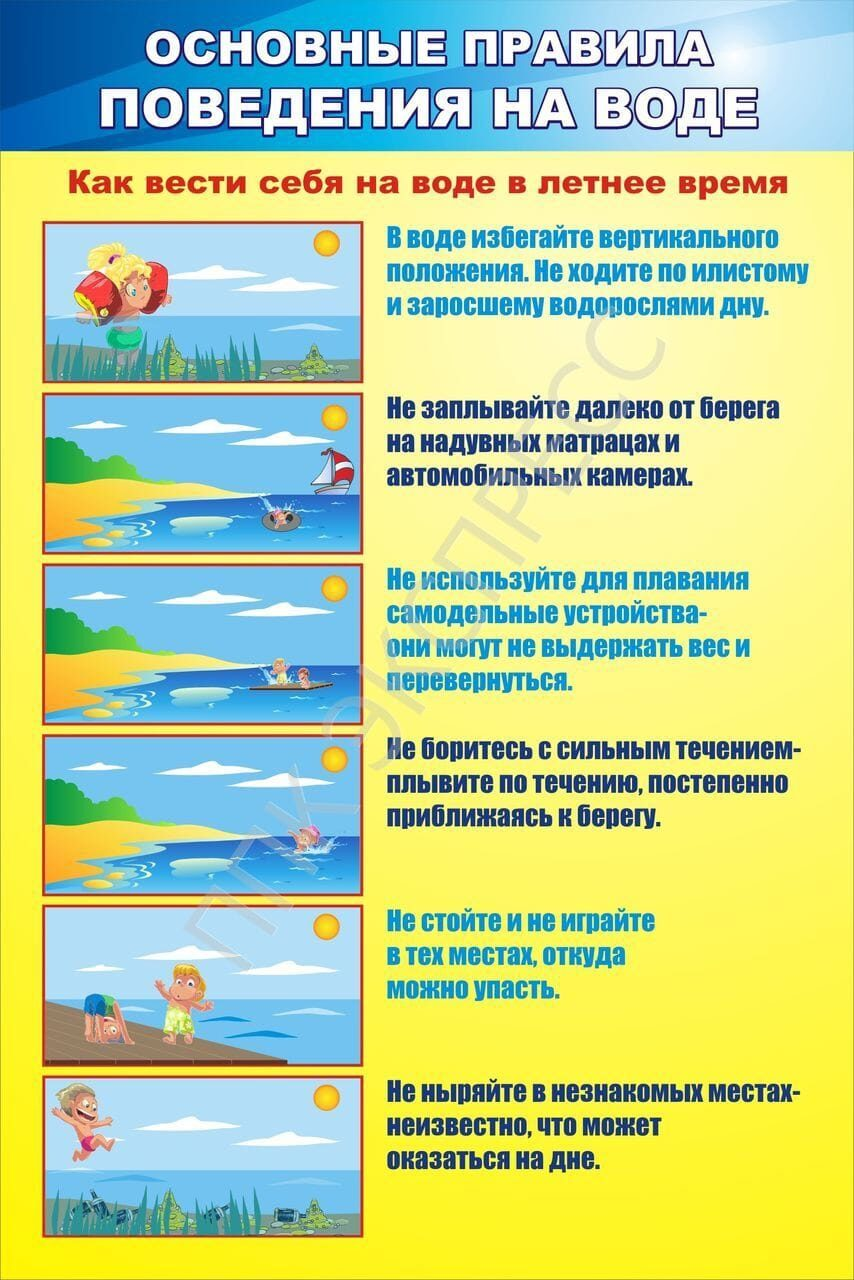 ОСНОВНЫЕ ПРАВИЛА
ПОВЕДЕНИЯ НА ВОДЕ
Как вести себя на воде в летнее время
В воде избегайте вертикального
положения. Не ходите по илистому
и заросшему водорослями дну.
Не заплывайте далеко от берега
на надувных матрацах и
автомобильных камерах.
Не используйте для плавания
самодельные устройства-
они могут не выдержать вес и
перевернуться.
Не боритесь с сильным течением-
плывите по течению, постепенно
приближаясь к берегу.
Не стойте и не играйте
в тех местах, откуда
можно упасть.
Не ныряйте в незнакомых местах-
неизвестно, что может
оказаться на дне.
ППК ЭКСПРЕСС